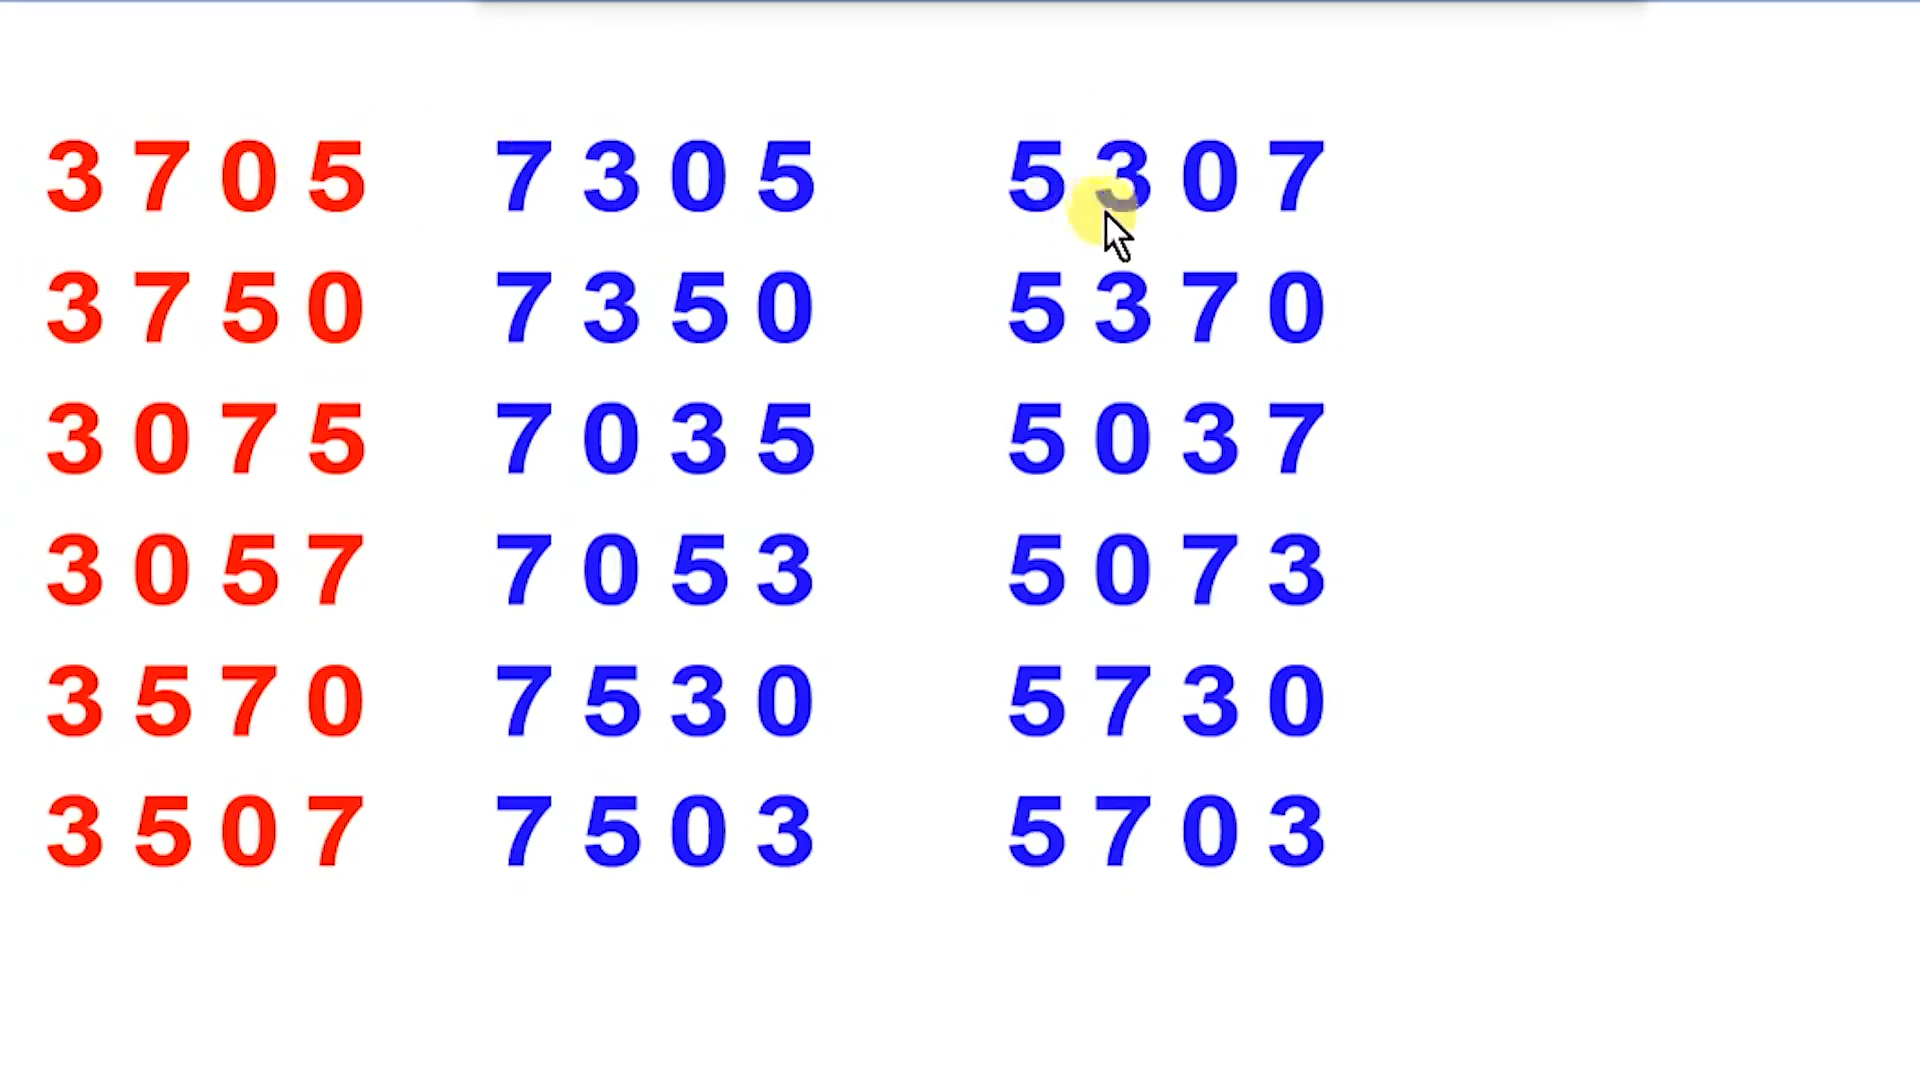 3 7 0 5 7 3 0 5 5 3 0 7
3 7 5 0 7 3 5 0 5 3 7 0
3 0 7 5 7 0 3 5 5 0 3 7
3 0 5 7 7 0 5 3 5 0 7 3
3 5 7 0 7 5 3 0 5 7 3 0
3 5 0 7 7 5 0 3 5 7 0 3